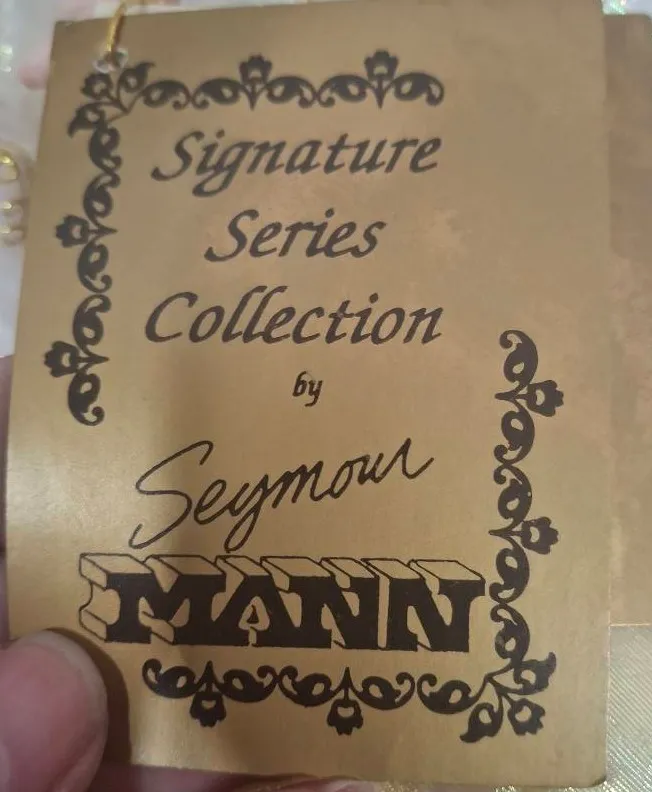 Signature
Series
Collection
by
Seymour
MANN